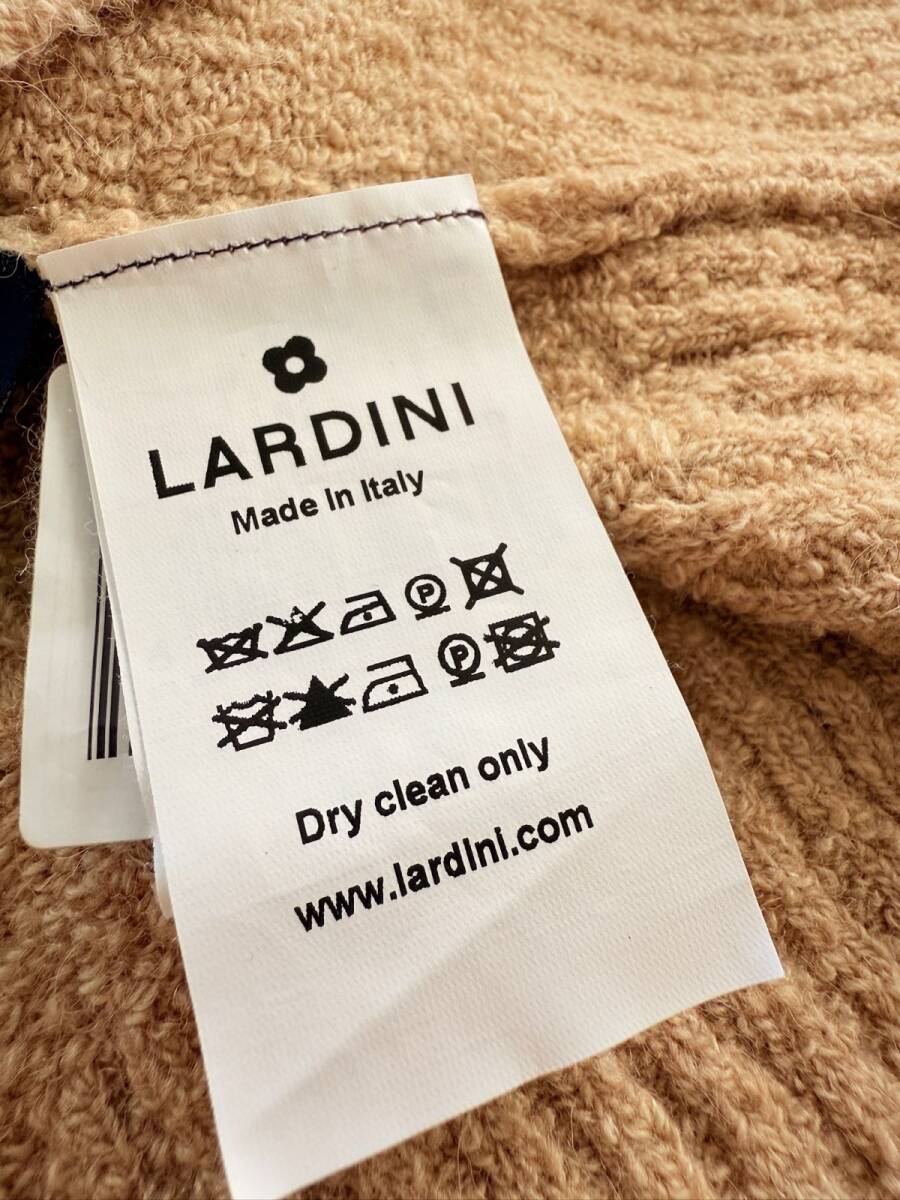 LARDINI
Made in Italy
P
P
Dry clean only
www.lardini.com